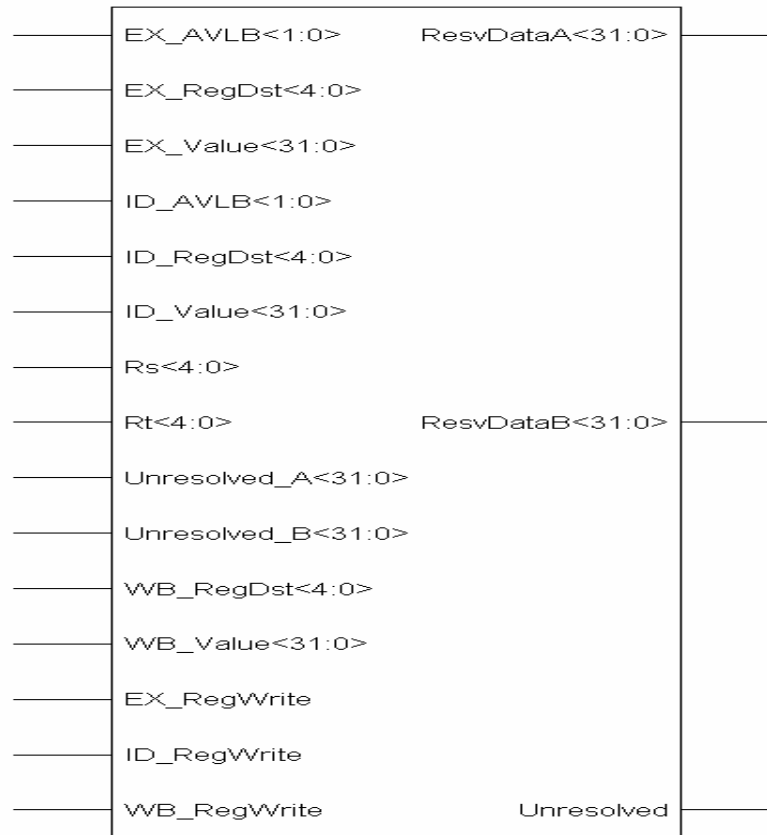 EX_AVLB<1:0> ResvDataA<31:0>
EX_RegDst<4:0>
EX_Value<31:0>
ID_AVLB<1:0>
ID_RegDst<4:0>
ID_Value<31:0>
Rs<4:0>
Rt<4:0> ResvDataB<31:0>
Unresolved_A<31:0>
Unresolved_B<31:0>
WB_RegDst<4:0>
WB_Value<31:0>
EX_RegWrite
ID_RegWrite
WB_RegWrite Unresolved